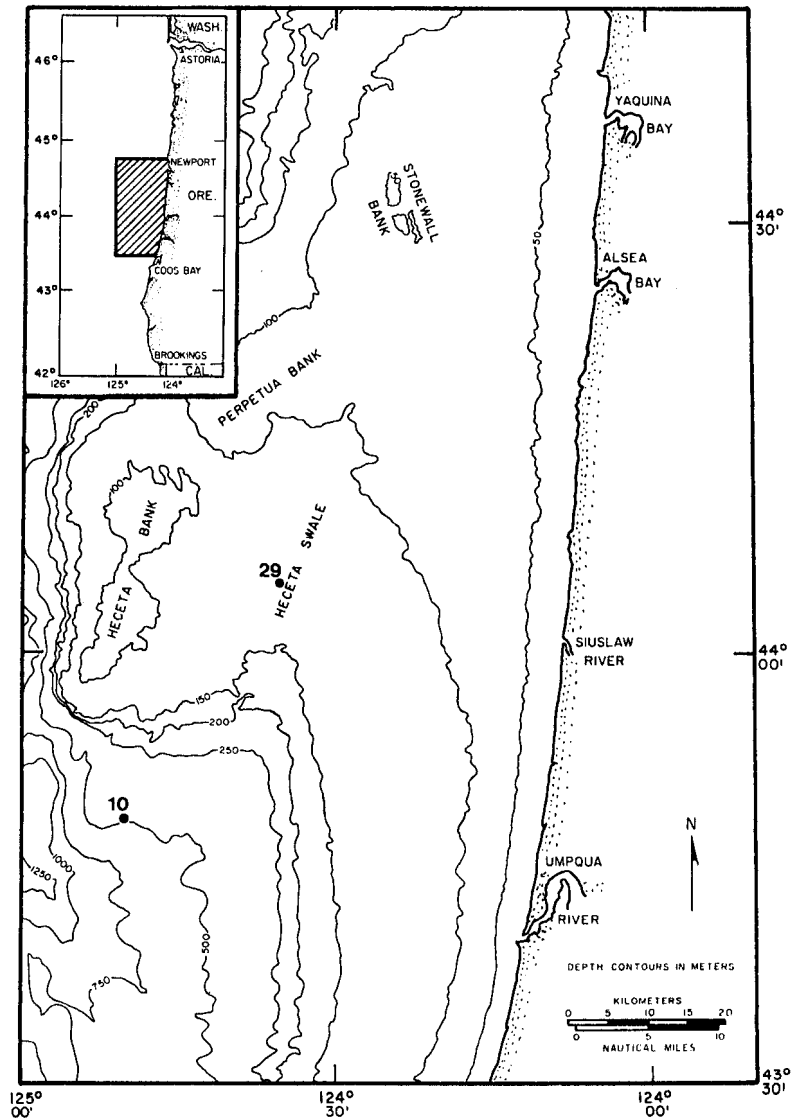 WASH.
ASTORIA
46°
45°
NEWPORT
ORE.
44°
COOS BAY
43°
BROOKINGS
CAL.
42°
126°
125°
124°
YAQUINA
BAY
STONEWALL
BANK
50
50
44°
30'
ALSEA
BAY
100
PERPETUA BANK
200
100
HECETA
BANK
29
HECETA SWALE
SIUSLAW
RIVER
44°
00'
150
200
250
10
1000
1250
750
500
N
UMPQUA
RIVER
DEPTH CONTOURS IN METERS
KILOMETERS
0 5 10 15 20
0 5 10
NAUTICAL MILES
125°
00'
124°
30'
124°
00'
43°
30'